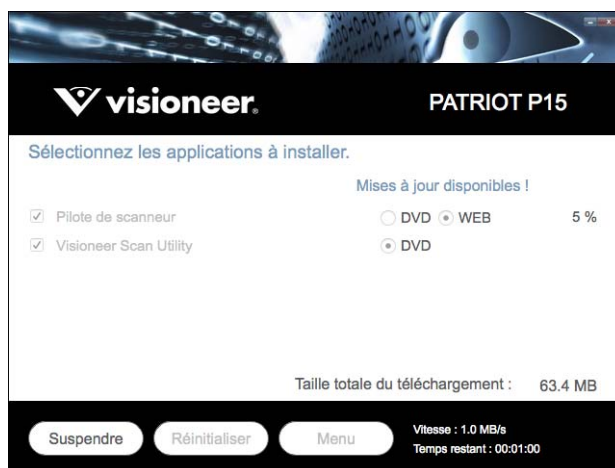 visioneer.
PATRIOT P15
Sélectionnez les applications à installer.
Mises à jour disponibles !
Pilote de scanneur DVD WEB 5 %
Visioneer Scan Utility DVD
Taille totale du téléchargement : 63.4 MB
Suspendre Réinitialiser Menu
Vitesse : 1.0 MB/s
Temps restant : 00:01:00